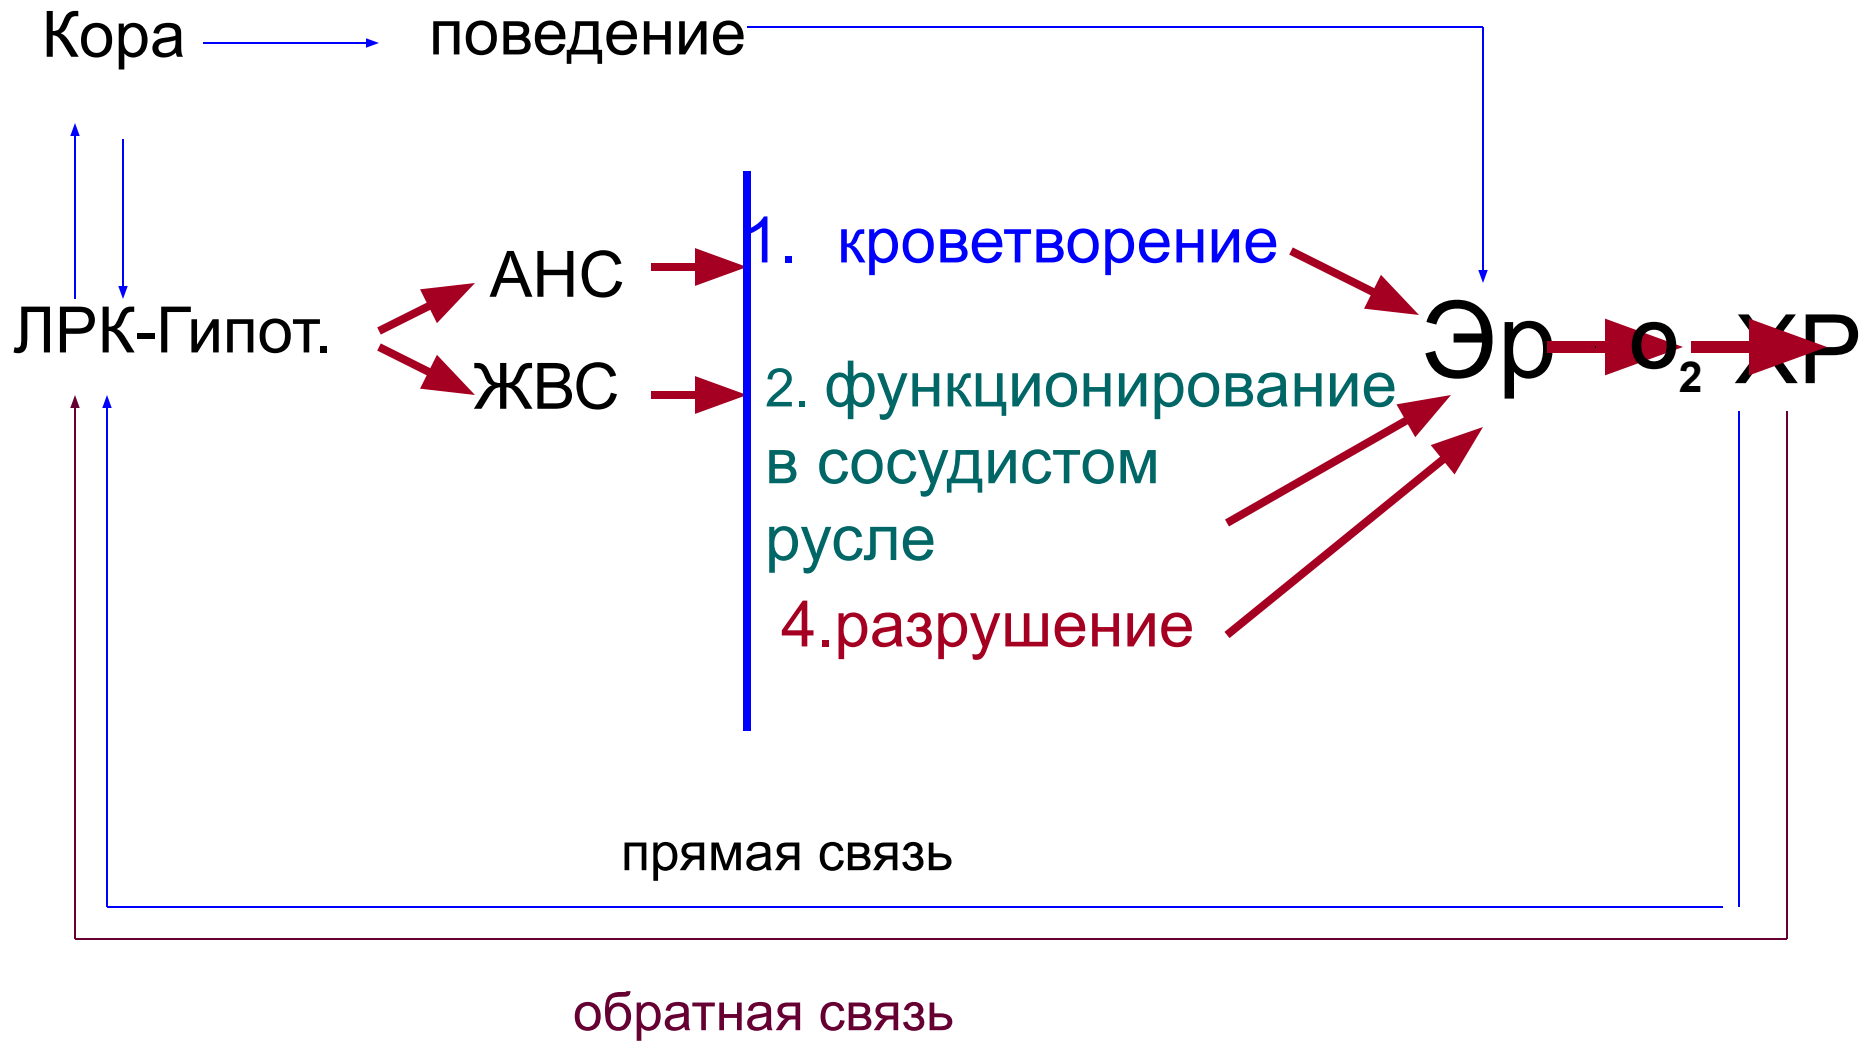 Кора
поведение
1. кроветворение
АНС
ЛРК-Гипот.
ЖВС
Эр
о₂
ХР
2. функционирование
в сосудистом
русле
4.разрушение
прямая связь
обратная связь